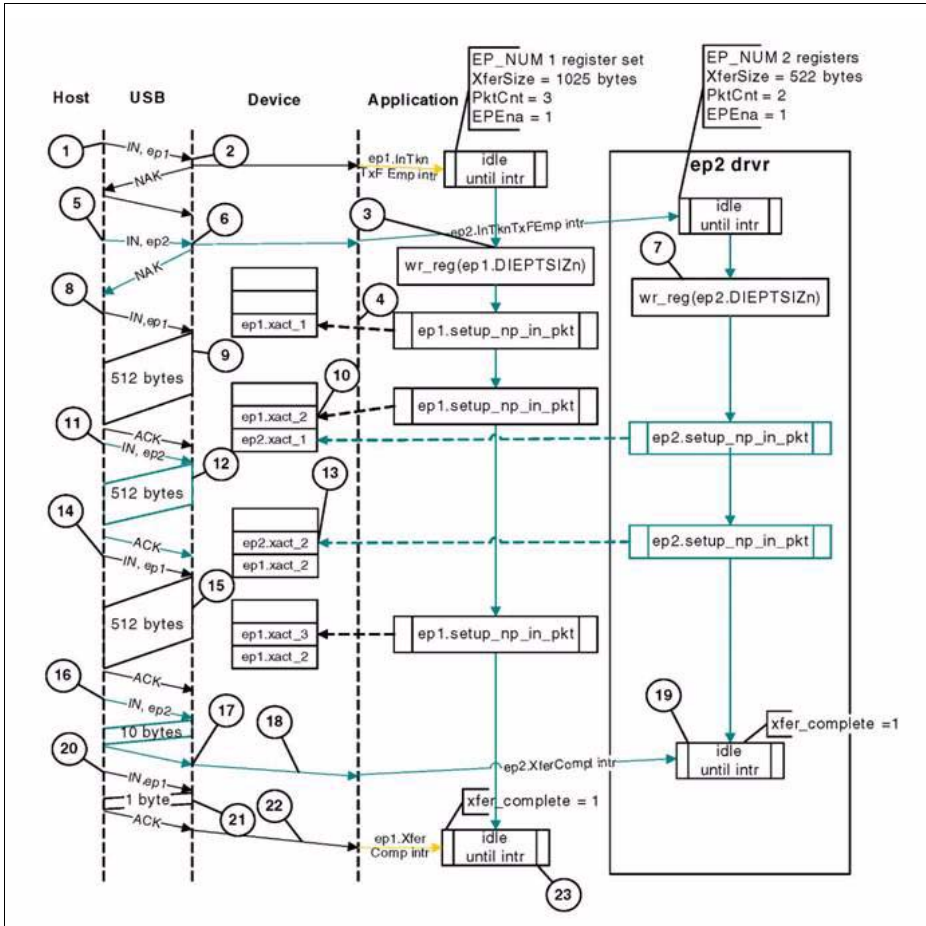 EP_NUM 1 register set
XferSize = 1025 bytes
PktCnt = 3
EPEna = 1
EP_NUM 2 registers
XferSize = 522 bytes
PktCnt = 2
EPEna = 1
Host
USB
Device
Application
1
IN, ep1
2
ep1.InTkn
TxF Emp intr
idle
until intr
ep2 drvr
NAK
5
6
3
idle
until intr
ep2.InTknTxFEmp intr
IN, ep2
7
wr_reg(ep1.DIEPTSIZn)
NAK
8
4
wr_reg(ep2.DIEPTSIZn)
IN,ep1
ep1.xact_1
ep1.setup_np_in_pkt
9
512 bytes
10
ep1.xact_2
ep1.setup_np_in_pkt
11
ACK
ep2.xact_1
ep2.setup_np_in_pkt
IN, ep2
12
512 bytes
13
14
ACK
ep2.xact_2
ep2.setup_np_in_pkt
IN, ep1
ep1.xact_2
15
512 bytes
ep1.xact_3
ep1.setup_np_in_pkt
ep1.xact_2
16
ACK
IN, ep2
17
18
19
xfer_complete =1
10 bytes
20
idle
until intr
ep2.XferCompl intr
IN,ep1
1 byte
21
22
xfer_complete = 1
ACK
ep1.Xfer
Comp intr
idle
until intr
23